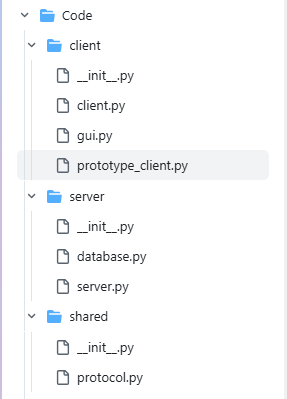 Code
client
__init__.py
client.py
gui.py
prototype_client.py
server
__init__.py
database.py
server.py
shared
__init__.py
protocol.py